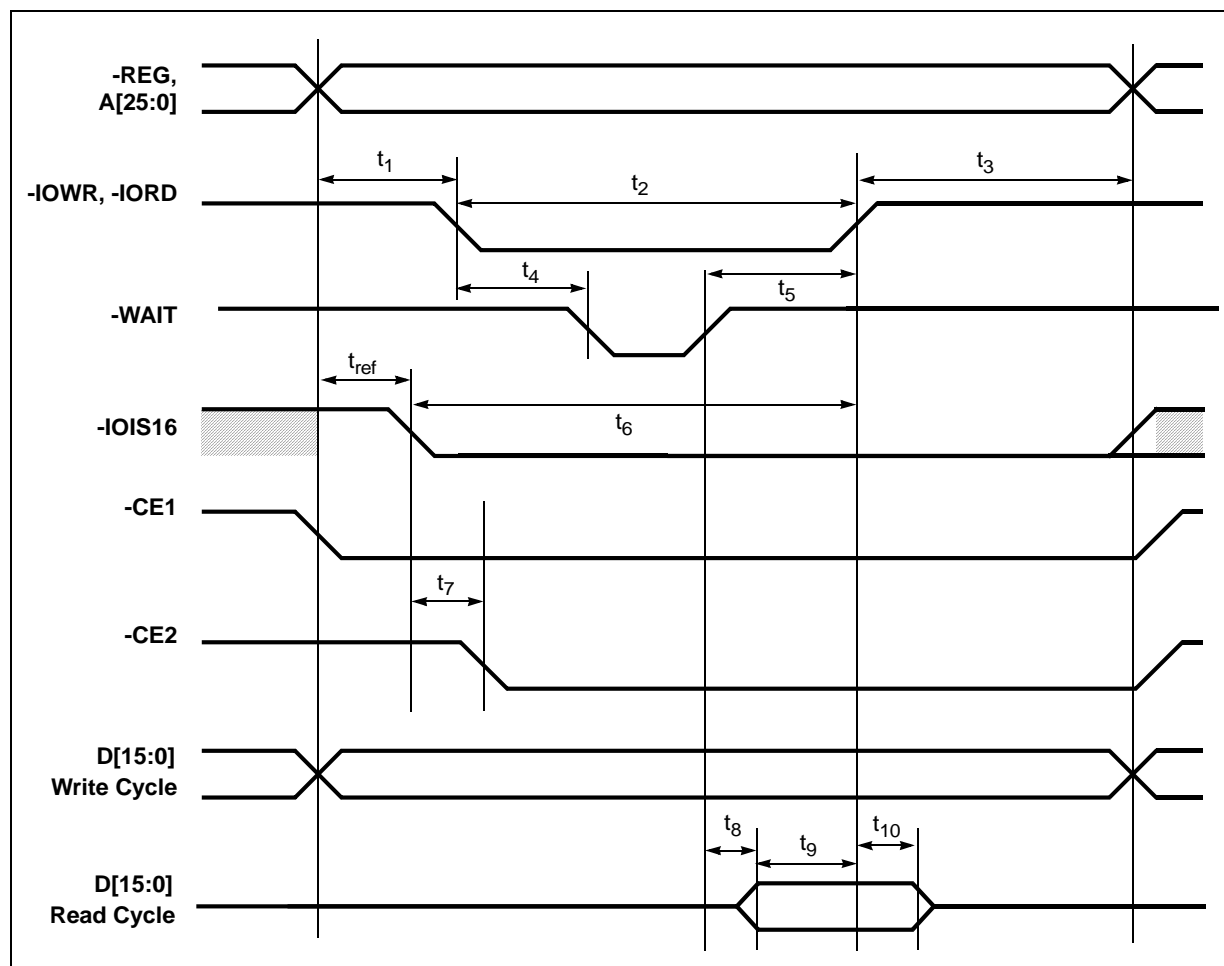 -REG,
A[25:0]
t1
t3
-IOWR, -IORD
t2
t4
t5
-WAIT
tref
-IOIS16
t6
-CE1
t7
-CE2
D[15:0]
Write Cycle
t8
t9
t10
D[15:0]
Read Cycle